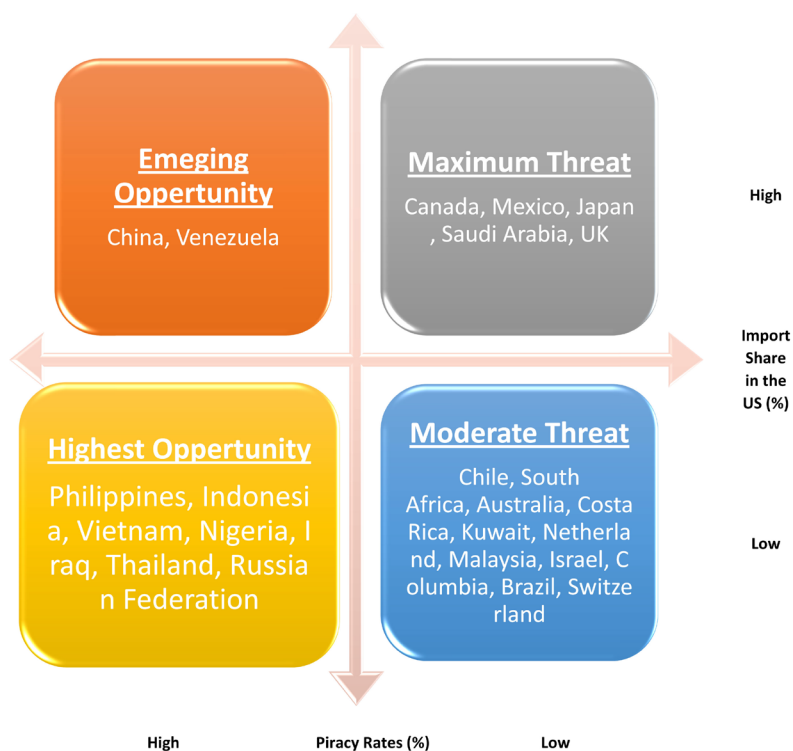 Emeging
Oppertunity
China, Venezuela
Maximum Threat
Canada, Mexico, Japan
, Saudi Arabia, UK
High
Import
Share
in the
US (%)
Highest Oppertunity
Philippines, Indonesi
a, Vietnam, Nigeria, I
raq, Thailand, Russia
n Federation
Moderate Threat
Chile, South
Africa, Australia, Costa
Rica, Kuwait, Netherla
nd, Malaysia, Israel, C
olumbia, Brazil, Switze
rland
Low
High
Piracy Rates (%)
Low